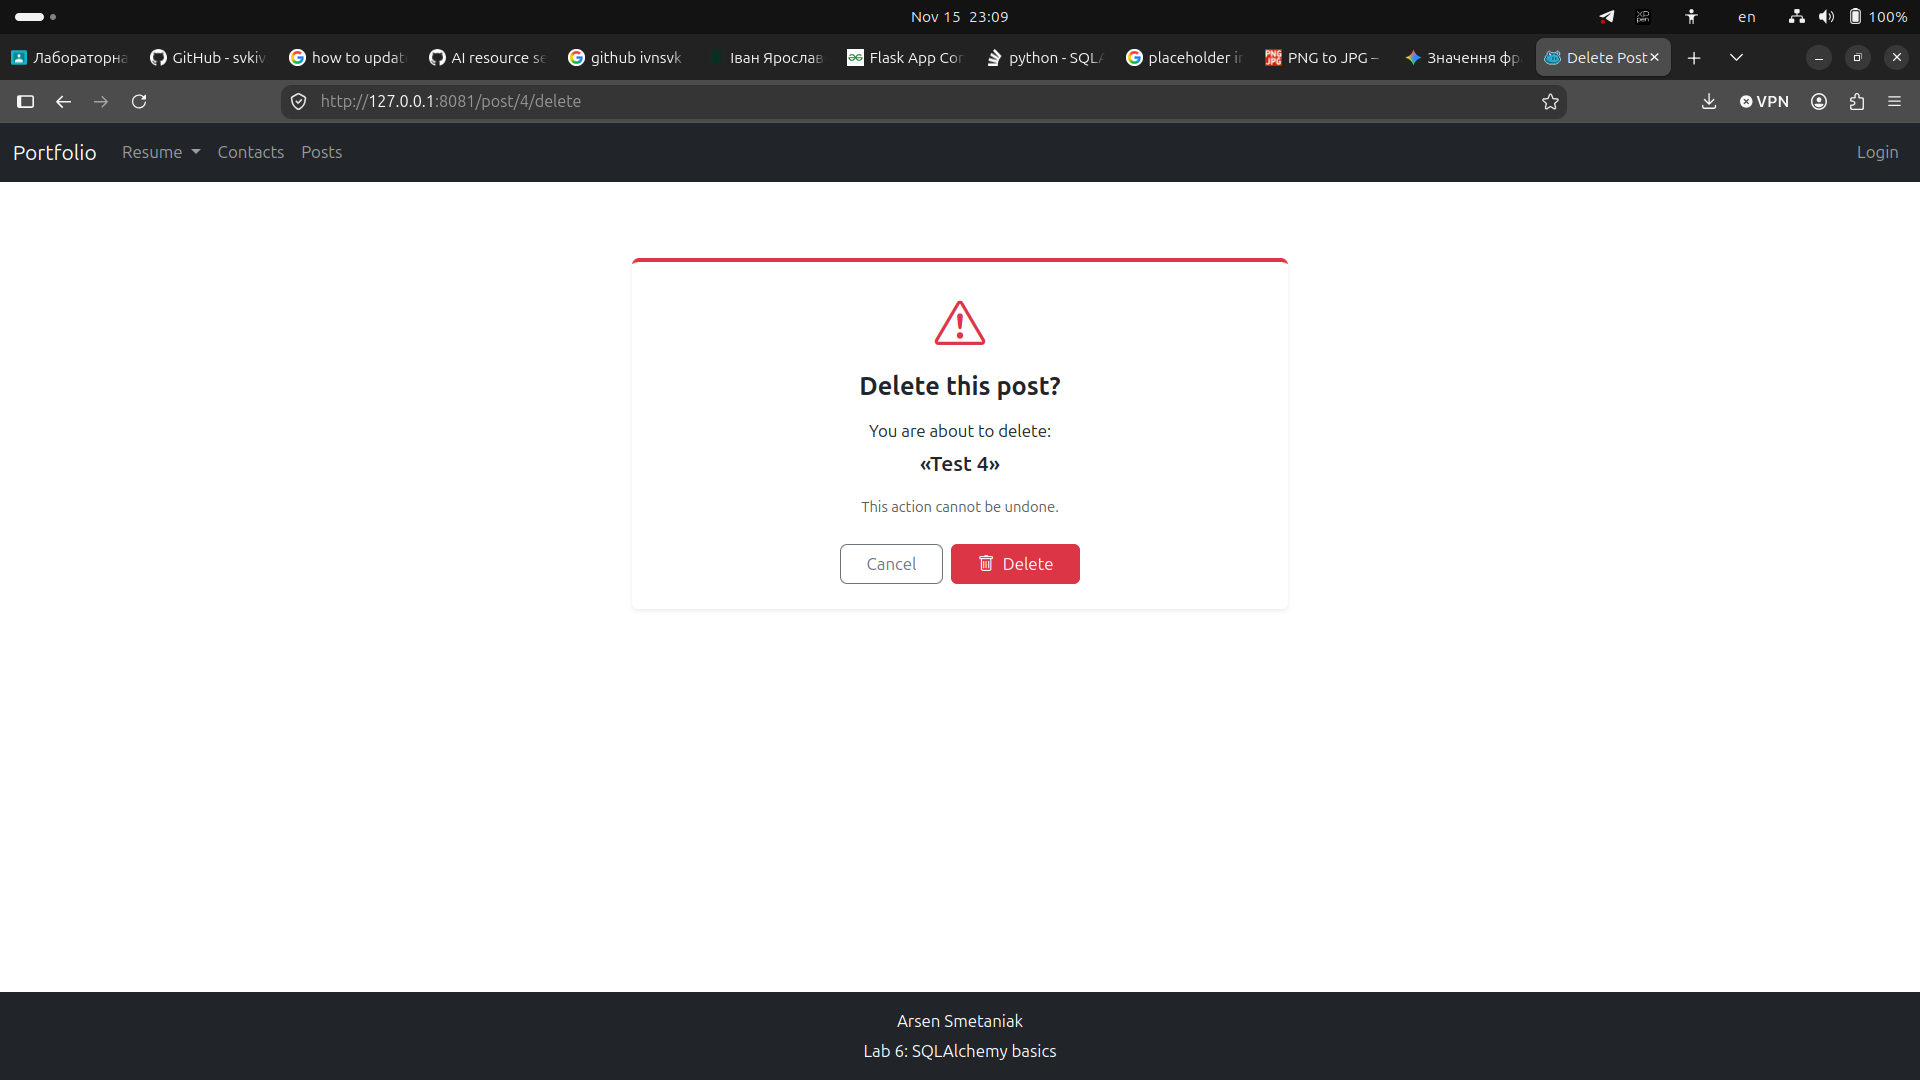 Nov 15 23:09
en
100%
Лабораторна
GitHub - svkiv
how to updat
AI resource se
github ivnsvk
Іван Ярослав
Flask App Con
python - SQLA
placeholder in
PNG to JPG –
Значення фр
Delete Post
http://127.0.0.1:8081/post/4/delete
VPN
Portfolio
Resume
Contacts
Posts
Login
Delete this post?
You are about to delete:
«Test 4»
This action cannot be undone.
Cancel
Delete
Arsen Smetaniak
Lab 6: SQLAlchemy basics